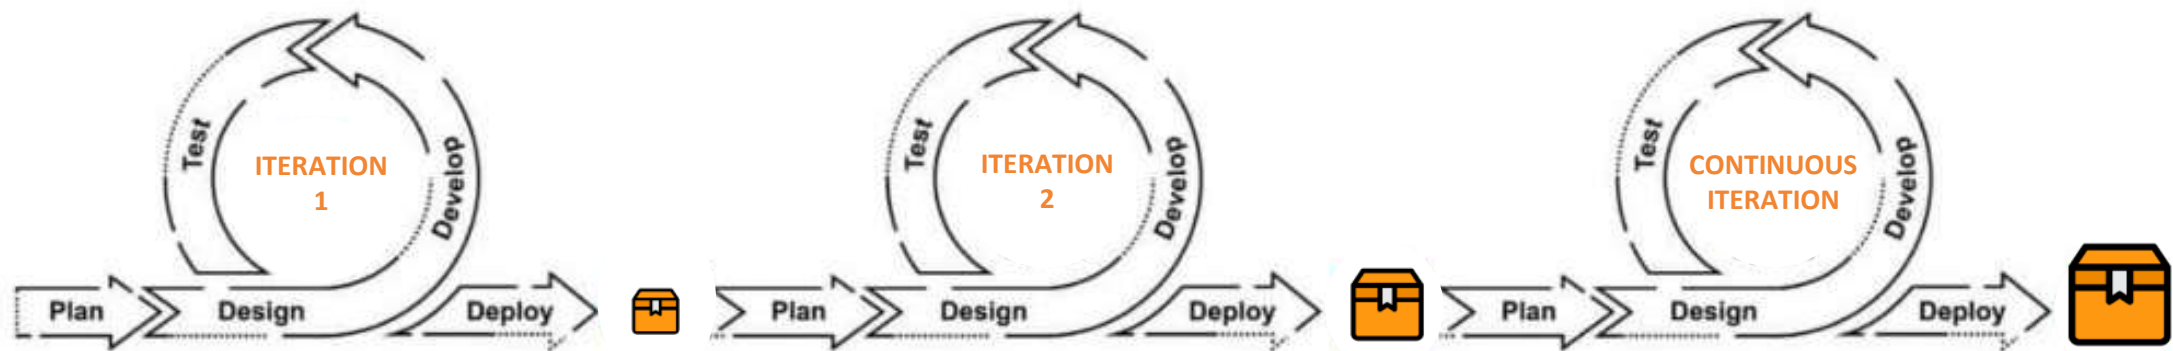 Test
ITERATION
1
Develop
Plan
Design
Deploy
Test
ITERATION
2
Develop
Plan
Design
Deploy
Test
CONTINUOUS
ITERATION
Develop
Plan
Design
Deploy